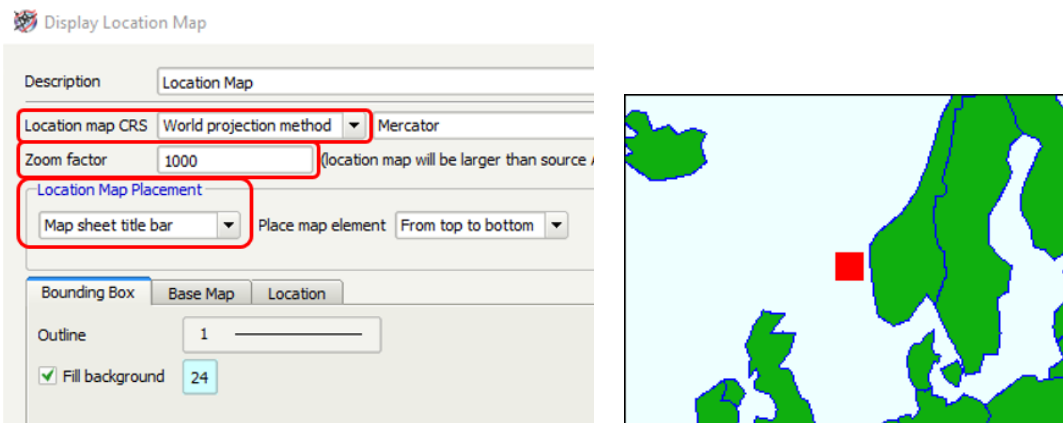 Display Location Map
Description Location Map
Location map CRS World projection method Mercator
Zoom factor 1000 (location map will be larger than source
Location Map Placement
Map sheet title bar Place map element From top to bottom
Bounding Box Base Map Location
Outline 1
Fill background 24